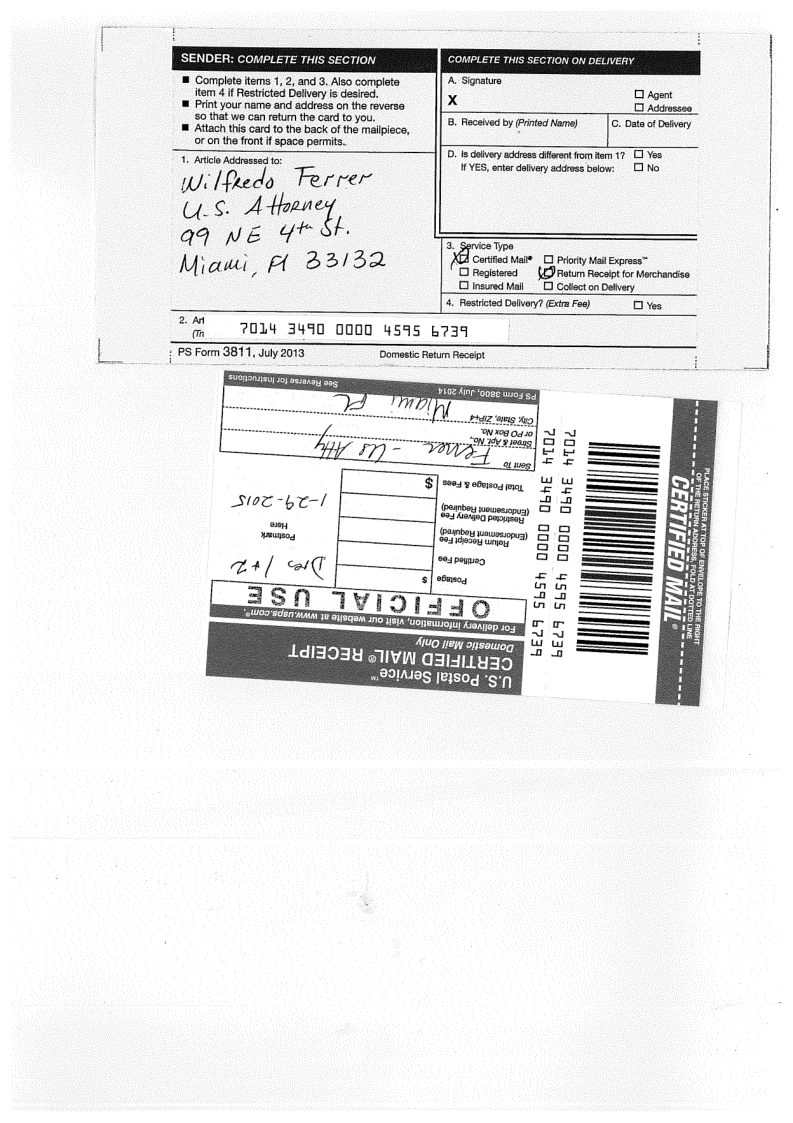 SENDER: COMPLETE THIS SECTION
■ Complete items 1, 2, and 3. Also complete
item 4 if Restricted Delivery is desired.
■ Print your name and address on the reverse
so that we can return the card to you.
■ Attach this card to the back of the mailpiece,
or on the front if space permits.
1. Article Addressed to:
Wilfredo Ferrer
U.S. Attorney
99 NE 4th St.
Miami, Fl 33132
2. Art
(Tra
7014 3490 0000 4595 6739
COMPLETE THIS SECTION ON DELIVERY
A. Signature
X
☐ Agent
☐ Addressee
B. Received by (Printed Name)
C. Date of Delivery
D. Is delivery address different from item 1? ☐ Yes
If YES, enter delivery address below: ☐ No
3. Service Type
Certified Mail® ☐ Priority Mail Express™
☐ Registered Return Receipt for Merchandise
☐ Insured Mail ☐ Collect on Delivery
4. Restricted Delivery? (Extra Fee) ☐ Yes
PS Form 3811, July 2013 Domestic Return Receipt
U.S. Postal Service™
CERTIFIED MAIL® RECEIPT
Domestic Mail Only
For delivery information, visit our website at www.usps.com®.
OFFICIAL USE
Postage $
Certified Fee
Return Receipt Fee
(Endorsement Required)
Restricted Delivery Fee
(Endorsement Required)
Total Postage & Fees $
1+2
Postmark
Here
1-29-2015
Sent To
Ferrer - US Atty
Street & Apt. No.,
or PO Box No.
City, State, ZIP+4
Miami FL
PS Form 3800, July 2014 See Reverse for Instructions
7014 3490 0000 4595 6739
7014 3490 0000 4595 6739
PLACE STICKER AT TOP OF ENVELOPE TO THE RIGHT
OF THE RETURN ADDRESS, FOLD AT DOTTED LINE
CERTIFIED MAIL®